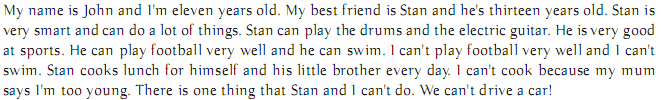 My name is John and I'm eleven years old. My best friend is Stan and he's thirteen years old. Stan is
very smart and can do a lot of things. Stan can play the drums and the electric guitar. He is very good
at sports. He can play football very well and he can swim. I can't play football very well and I can't
swim. Stan cooks lunch for himself and his little brother every day. I can't cook because my mum
says I'm too young. There is one thing that Stan and I can't do. We can't drive a car!